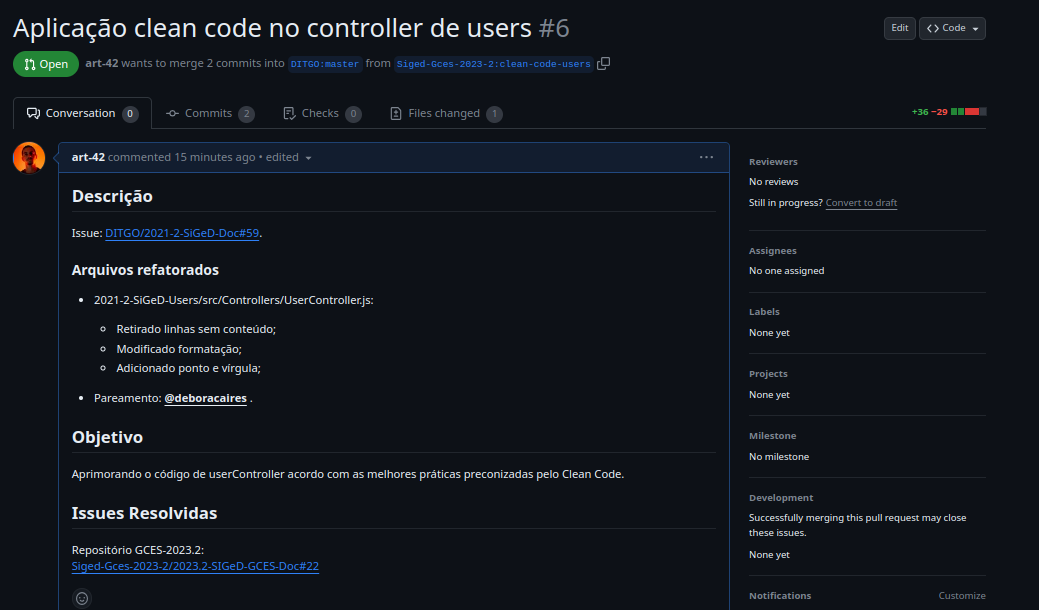 Aplicação clean code no controller de users #6
Edit
Code
Open
art-42 wants to merge 2 commits into DITGO:master from Siged-Gces-2023-2:clean-code-users
Conversation 0
Commits 2
Checks 0
Files changed 1
+36 −29
art-42 commented 15 minutes ago • edited
Descrição
Issue: DITGO/2021-2-SiGeD-Doc#59.
Arquivos refatorados
• 2021-2-SiGeD-Users/src/Controllers/UserController.js:
Retirado linhas sem conteúdo;
Modificado formatação;
Adicionado ponto e vírgula;
• Pareamento: @deboracaires .
Objetivo
Aprimorando o código de userController acordo com as melhores práticas preconizadas pelo Clean Code.
Issues Resolvidas
Repositório GCES-2023.2:
Siged-Gces-2023-2/2023.2-SIGeD-GCES-Doc#22
Reviewers
No reviews
Still in progress? Convert to draft
Assignees
No one assigned
Labels
None yet
Projects
None yet
Milestone
No milestone
Development
Successfully merging this pull request may close
these issues.
None yet
Notifications
Customize